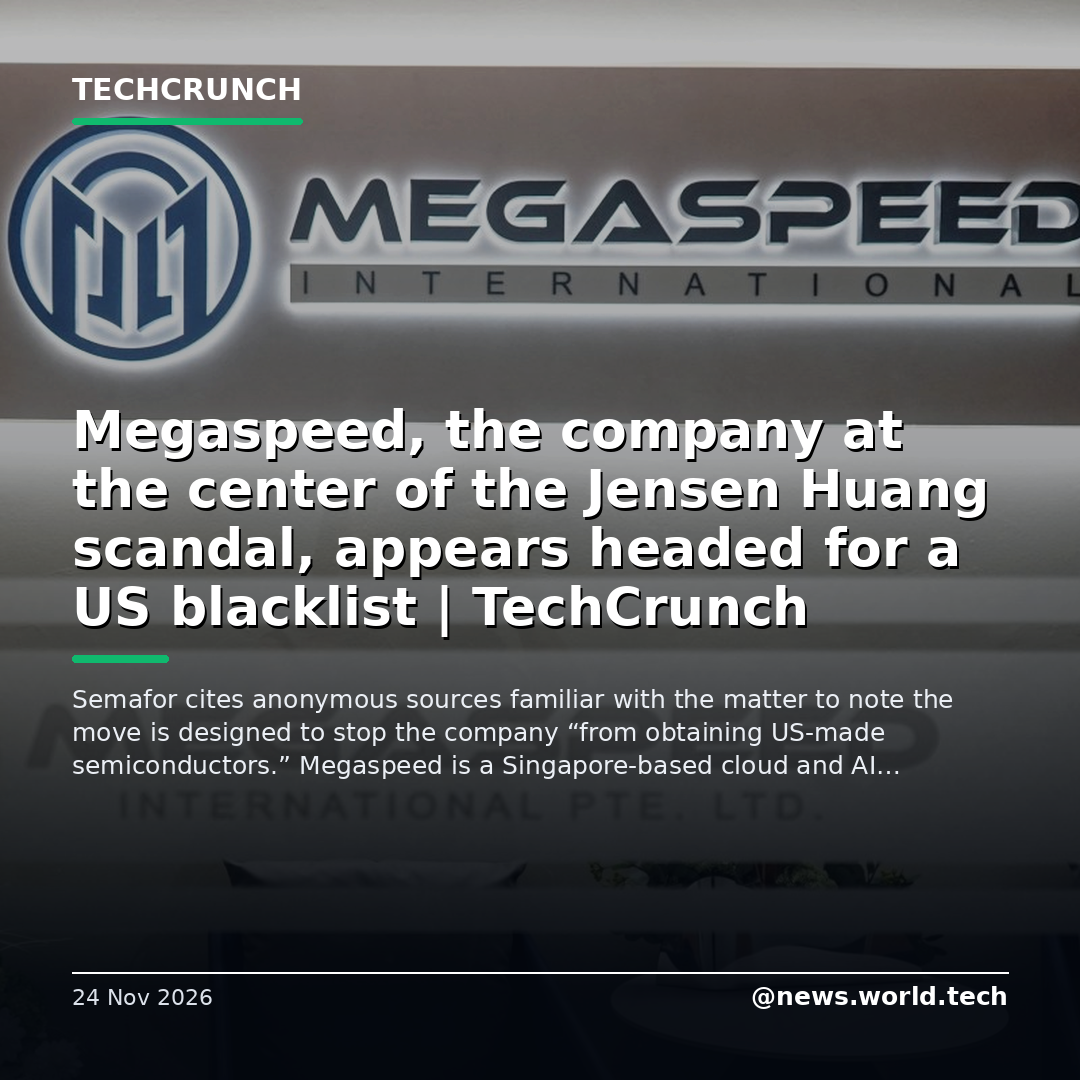 TECHCRUNCH
MEGASPEED
INTERNATIONAL
Megaspeed, the company at
the center of the Jensen Huang
scandal, appears headed for a
US blacklist | TechCrunch
Semafor cites anonymous sources familiar with the matter to note the
move is designed to stop the company “from obtaining US-made
semiconductors.” Megaspeed is a Singapore-based cloud and AI...
MEGASPEED
INTERNATIONAL PTE. LTD.
24 Nov 2026
@news.world.tech